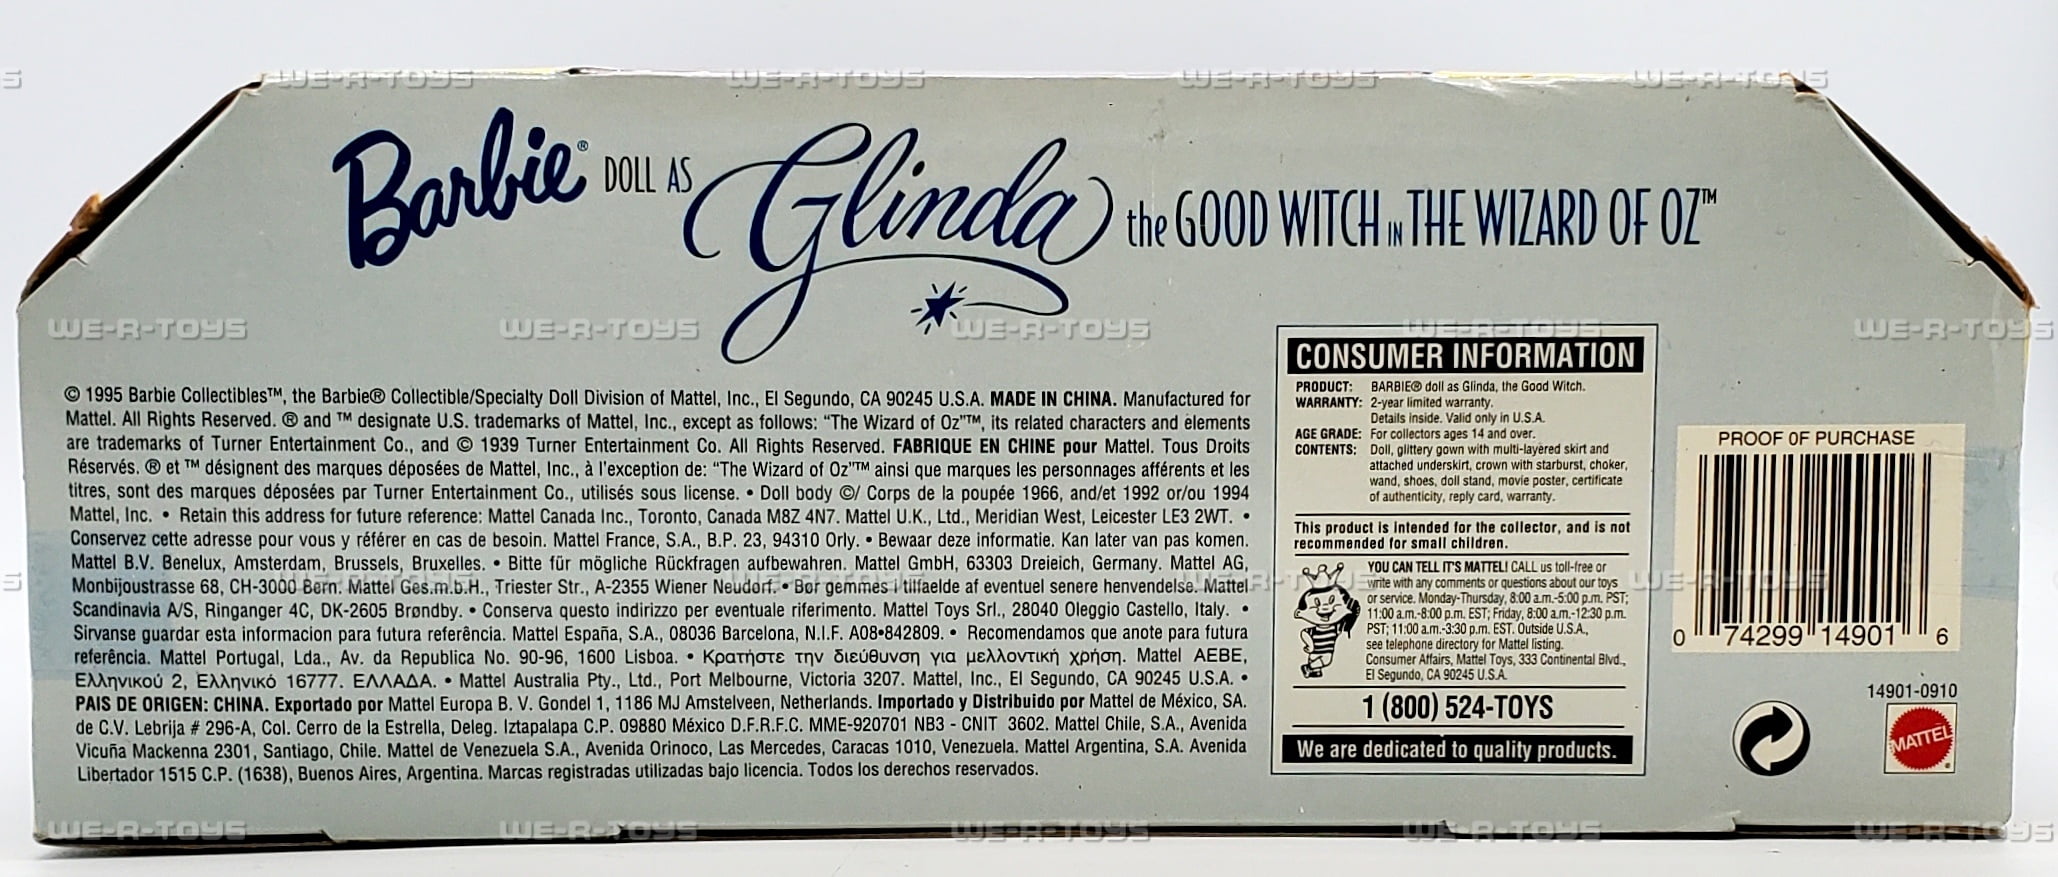 Barbie® DOLL AS Glinda the GOOD WITCH IN THE WIZARD OF OZ™
© 1995 Barbie Collectibles™, the Barbie® Collectible/Specialty Doll Division of Mattel, Inc., El Segundo, CA 90245 U.S.A. MADE IN CHINA. Manufactured for
Mattel. All Rights Reserved. ® and ™ designate U.S. trademarks of Mattel, Inc., except as follows: “The Wizard of Oz”™, its related characters and elements
are trademarks of Turner Entertainment Co., and © 1939 Turner Entertainment Co. All Rights Reserved. FABRIQUE EN CHINE pour Mattel. Tous Droits
Réservés. ® et ™ désignent des marques déposées de Mattel, Inc., à l'exception de: “The Wizard of Oz”™ ainsi que marques les personnages afférents et les
titres, sont des marques déposées par Turner Entertainment Co., utilisés sous license. • Doll body ©/ Corps de la poupée 1966, and/et 1992 or/ou 1994
Mattel, Inc. • Retain this address for future reference: Mattel Canada Inc., Toronto, Canada M8Z 4N7. Mattel U.K., Ltd., Meridian West, Leicester LE3 2WT. •
Conservez cette adresse pour vous y référer en cas de besoin. Mattel France, S.A., B.P. 23, 94310 Orly. • Bewaar deze informatie. Kan later van pas komen.
Mattel B.V. Benelux, Amsterdam, Brussels, Bruxelles. • Bitte für mögliche Rückfragen aufbewahren. Mattel GmbH, 63303 Dreieich, Germany. Mattel AG,
Monbijoustrasse 68, CH-3000 Bern. Mattel Ges.m.b.H., Triester Str., A-2355 Wiener Neudorf. • Bør gemmes i tilfaelde af eventuel senere henvendelse. Mattel
Scandinavia A/S, Ringanger 4C, DK-2605 Brøndby. • Conserva questo indirizzo per eventuale riferimento. Mattel Toys Srl., 28040 Oleggio Castello, Italy. •
Sirvanse guardar esta informacion para futura referência. Mattel España, S.A., 08036 Barcelona, N.I.F. A08•842809. • Recomendamos que anote para futura
referência. Mattel Portugal, Lda., Av. da Republica No. 90-96, 1600 Lisboa. • Κρατήστε την διεύθυνση για μελλοντική χρήση. Mattel AEBE,
Ελληνικού 2, Ελληνικό 16777. ΕΛΛΑΔΑ. • Mattel Australia Pty., Ltd., Port Melbourne, Victoria 3207. Mattel, Inc., El Segundo, CA 90245 U.S.A. •
PAIS DE ORIGEN: CHINA. Exportado por Mattel Europa B. V. Gondel 1, 1186 MJ Amstelveen, Netherlands. Importado y Distribuido por Mattel de México, SA.
de C.V. Lebrija # 296-A, Col. Cerro de la Estrella, Deleg. Iztapalapa C.P. 09880 México D.F.R.F.C. MME-920701 NB3 - CNIT 3602. Mattel Chile, S.A., Avenida
Vicuña Mackenna 2301, Santiago, Chile. Mattel de Venezuela S.A., Avenida Orinoco, Las Mercedes, Caracas 1010, Venezuela. Mattel Argentina, S.A. Avenida
Libertador 1515 C.P. (1638), Buenos Aires, Argentina. Marcas registradas utilizadas bajo licencia. Todos los derechos reservados.
CONSUMER INFORMATION
PRODUCT: BARBIE® doll as Glinda, the Good Witch.
WARRANTY: 2-year limited warranty.
Details inside. Valid only in U.S.A.
AGE GRADE: For collectors ages 14 and over.
CONTENTS: Doll, glittery gown with multi-layered skirt and
attached underskirt, crown with starburst, choker,
wand, shoes, doll stand, movie poster, certificate
of authenticity, reply card, warranty.
This product is intended for the collector, and is not
recommended for small children.
YOU CAN TELL IT'S MATTEL! CALL us toll-free or
write with any comments or questions about our toys
or service. Monday-Thursday, 8:00 a.m.-5:00 p.m. PST;
11:00 a.m.-8:00 p.m. EST; Friday, 8:00 a.m.-12:30 p.m.
PST; 11:00 a.m.-3:30 p.m. EST. Outside U.S.A.,
see telephone directory for Mattel listing.
Consumer Affairs, Mattel Toys, 333 Continental Blvd.,
El Segundo, CA 90245 U.S.A.
1 (800) 524-TOYS
We are dedicated to quality products.
PROOF OF PURCHASE
0 74299 14901 6
14901-0910
MATTEL®
WE-R-TOYS